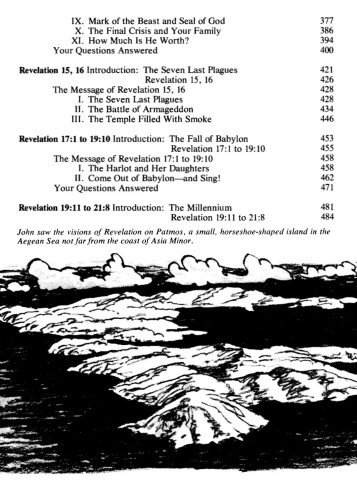 IX. Mark of the Beast and Seal of God 377
X. The Final Crisis and Your Family 386
XI. How Much Is He Worth? 394
Your Questions Answered 400
Revelation 15, 16 Introduction: The Seven Last Plagues 421
Revelation 15, 16 426
The Message of Revelation 15, 16 428
I. The Seven Last Plagues 428
II. The Battle of Armageddon 434
III. The Temple Filled With Smoke 446
Revelation 17:1 to 19:10 Introduction: The Fall of Babylon 453
Revelation 17:1 to 19:10 455
The Message of Revelation 17:1 to 19:10 458
I. The Harlot and Her Daughters 458
II. Come Out of Babylon—and Sing! 462
Your Questions Answered 471
Revelation 19:11 to 21:8 Introduction: The Millennium 481
Revelation 19:11 to 21:8 484
John saw the visions of Revelation on Patmos, a small, horseshoe-shaped island in the
Aegean Sea not far from the coast of Asia Minor.